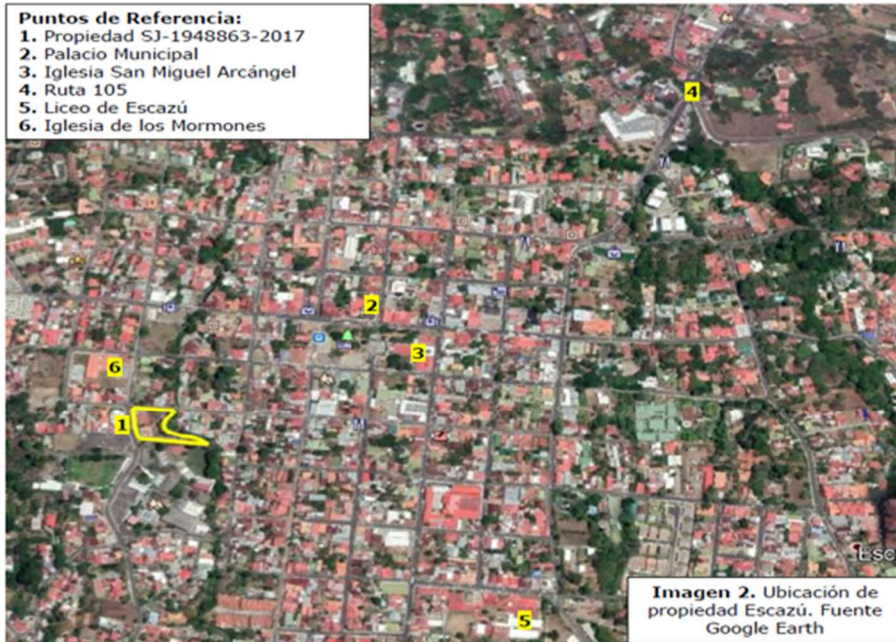 Puntos de Referencia:
1. Propiedad SJ-1948863-2017
2. Palacio Municipal
3. Iglesia San Miguel Arcángel
4. Ruta 105
5. Liceo de Escazú
6. Iglesia de los Mormones
4
2
3
6
1
Esc
5
Imagen 2. Ubicación de
propiedad Escazú. Fuente
Google Earth